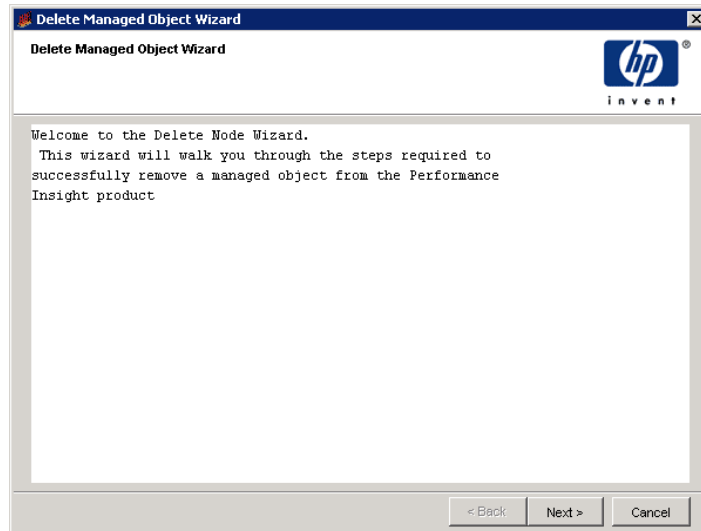 Delete Managed Object Wizard
Delete Managed Object Wizard
hp
®
invent
Welcome to the Delete Node Wizard.
This wizard will walk you through the steps required to
successfully remove a managed object from the Performance
Insight product
< Back
Next >
Cancel